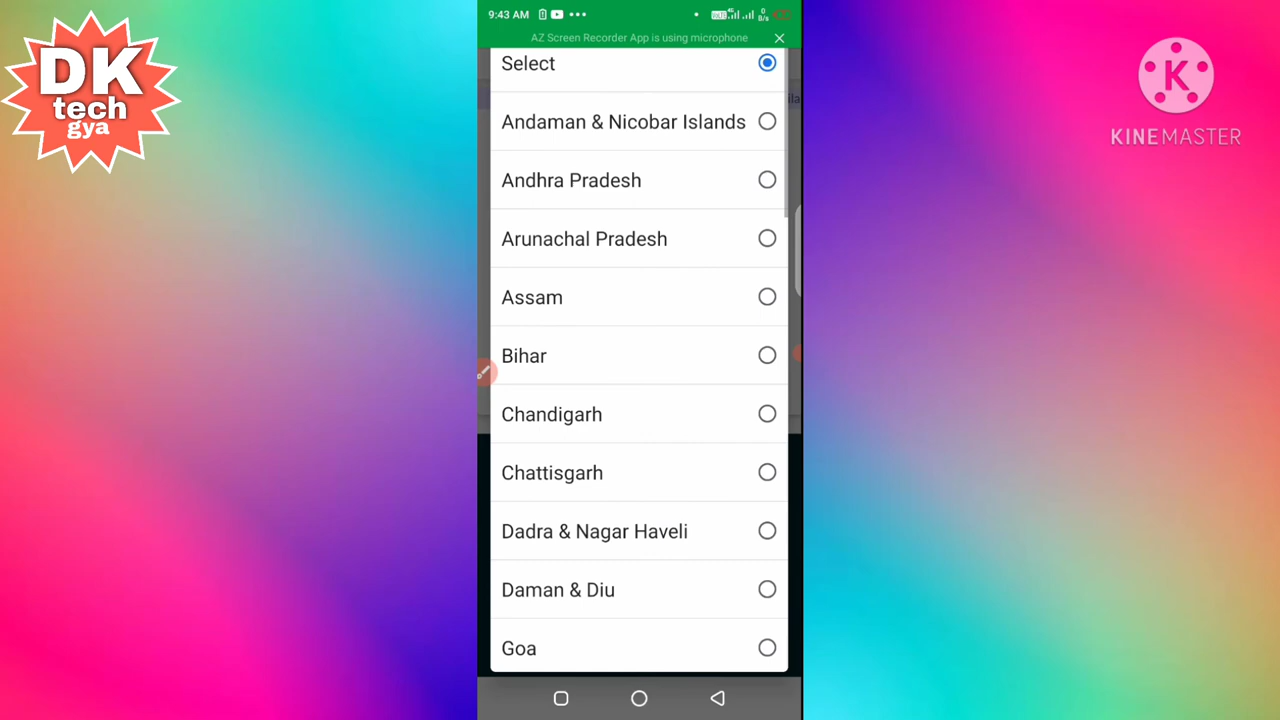 DK
tech
gya
9:43 AM
AZ Screen Recorder App is using microphone
Select
Andaman & Nicobar Islands
Andhra Pradesh
Arunachal Pradesh
Assam
Bihar
Chandigarh
Chattisgarh
Dadra & Nagar Haveli
Daman & Diu
Goa
K
KINEMASTER